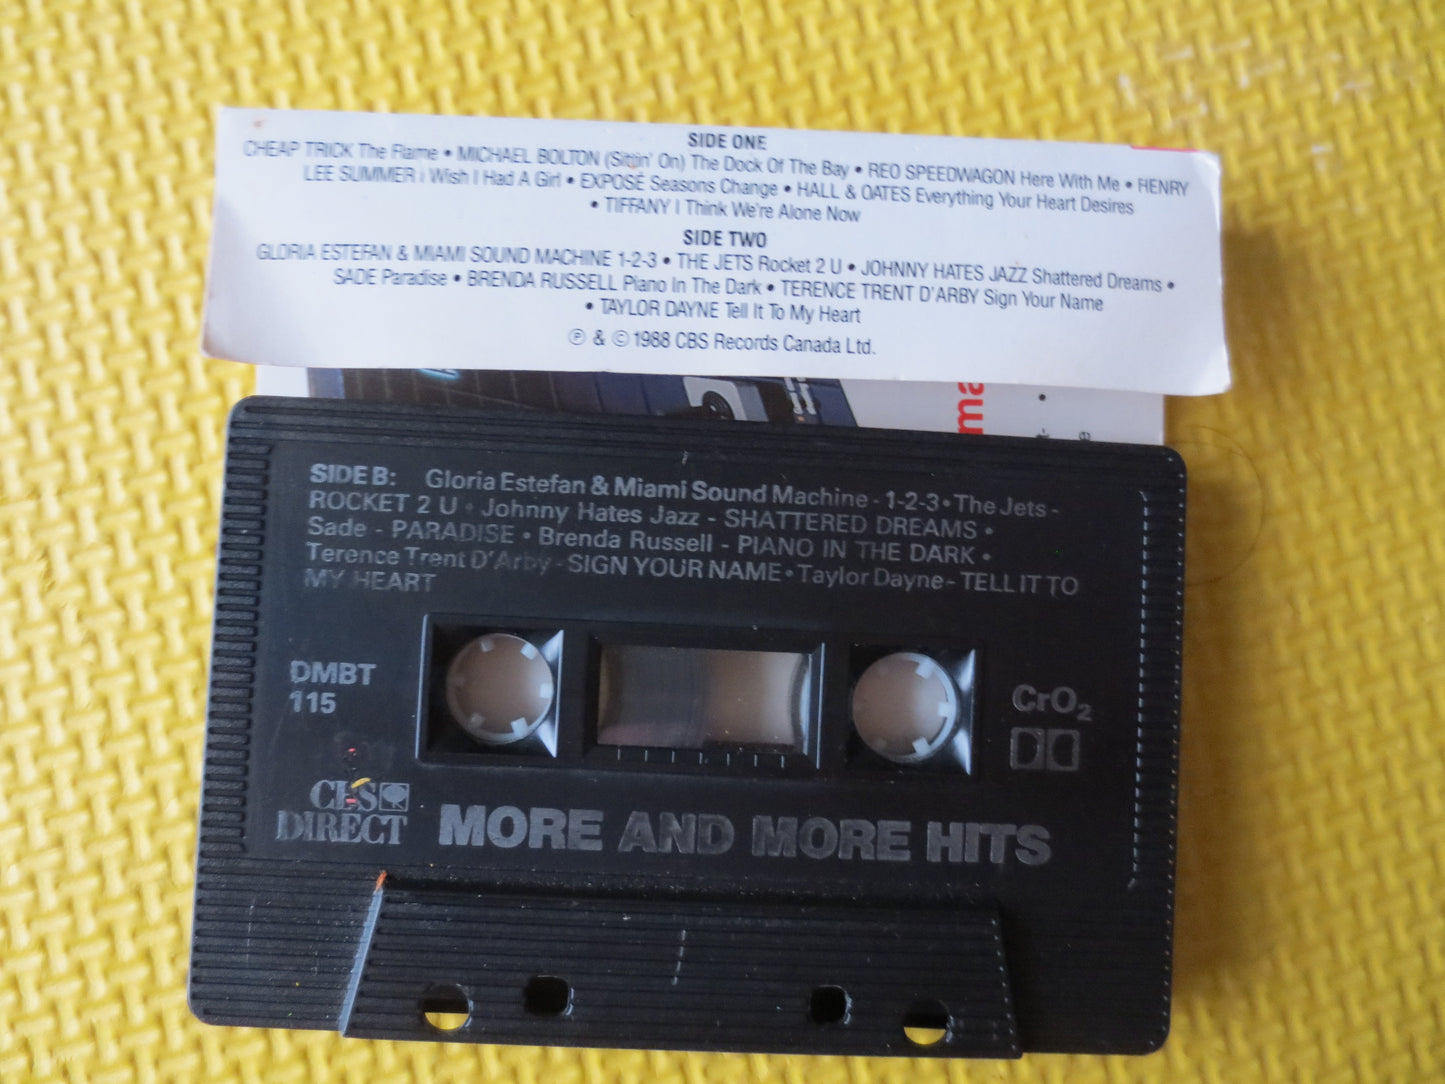 SIDE ONE
CHEAP TRICK The Flame • MICHAEL BOLTON (Sittin' On) The Dock Of The Bay • REO SPEEDWAGON Here With Me • HENRY
LEE SUMMER i Wish I Had A Girl • EXPOSÉ Seasons Change • HALL & OATES Everything Your Heart Desires
• TIFFANY I Think We're Alone Now
SIDE TWO
GLORIA ESTEFAN & MIAMI SOUND MACHINE 1-2-3 • THE JETS Rocket 2 U • JOHNNY HATES JAZZ Shattered Dreams •
SADE Paradise • BRENDA RUSSELL Piano In The Dark • TERENCE TRENT D'ARBY Sign Your Name
• TAYLOR DAYNE Tell It To My Heart
Ⓟ & © 1988 CBS Records Canada Ltd.
ma
SIDE B: Gloria Estefan & Miami Sound Machine - 1-2-3 • The Jets -
ROCKET 2 U • Johnny Hates Jazz - SHATTERED DREAMS •
Sade - PARADISE • Brenda Russell - PIANO IN THE DARK •
Terence Trent D'Arby - SIGN YOUR NAME • Taylor Dayne - TELL IT TO
MY HEART
DMBT
115
CrO2
CBS
DIRECT
MORE AND MORE HITS